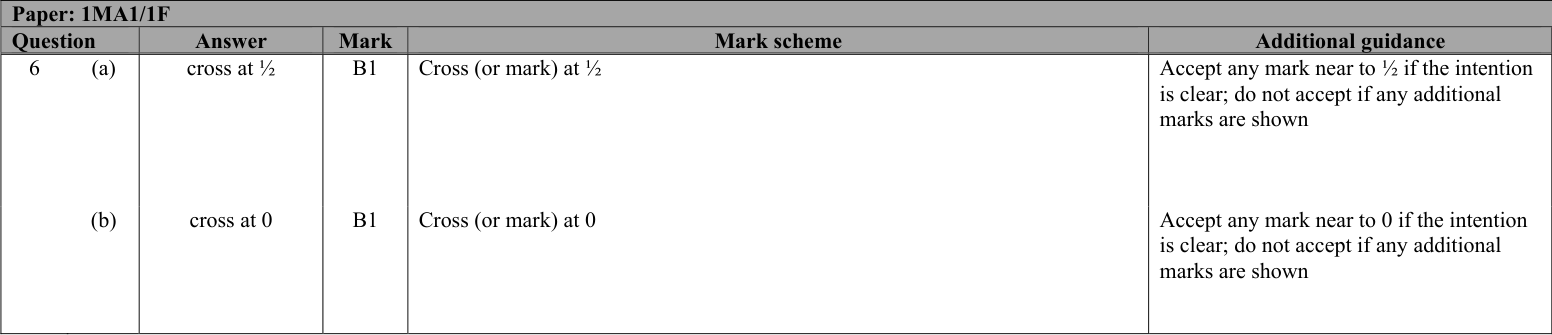 Paper: 1MA1/1F
Question Answer Mark Mark scheme Additional guidance
6 (a) cross at ½ B1 Cross (or mark) at ½ Accept any mark near to ½ if the intention
is clear; do not accept if any additional
marks are shown
(b) cross at 0 B1 Cross (or mark) at 0 Accept any mark near to 0 if the intention
is clear; do not accept if any additional
marks are shown